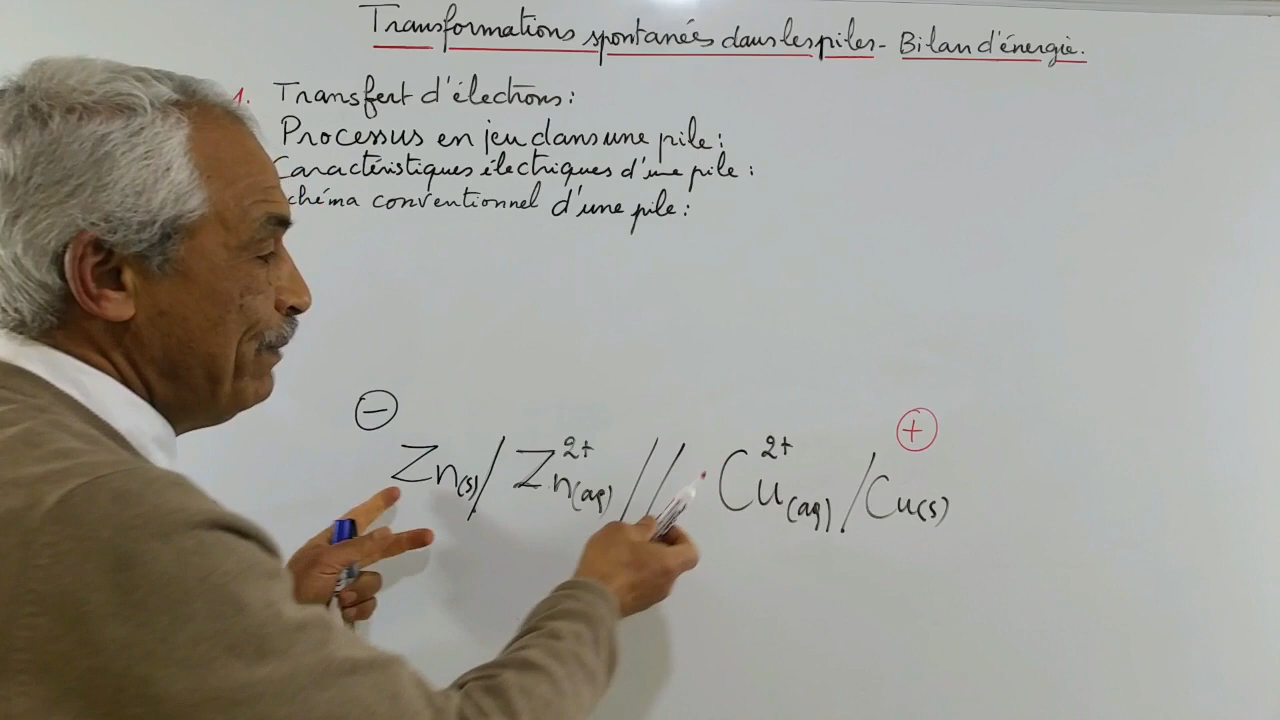 Transformations spontanées dans les piles - Bilan d'énergie.
1. Transfert d'électrons :
Processus en jeu dans une pile :
Caractéristiques électriques d'une pile :
chéma conventionnel d'une pile :
⊖ Zn(s) / Zn²⁺(aq) // Cu²⁺(aq) / Cu(s) ⊕